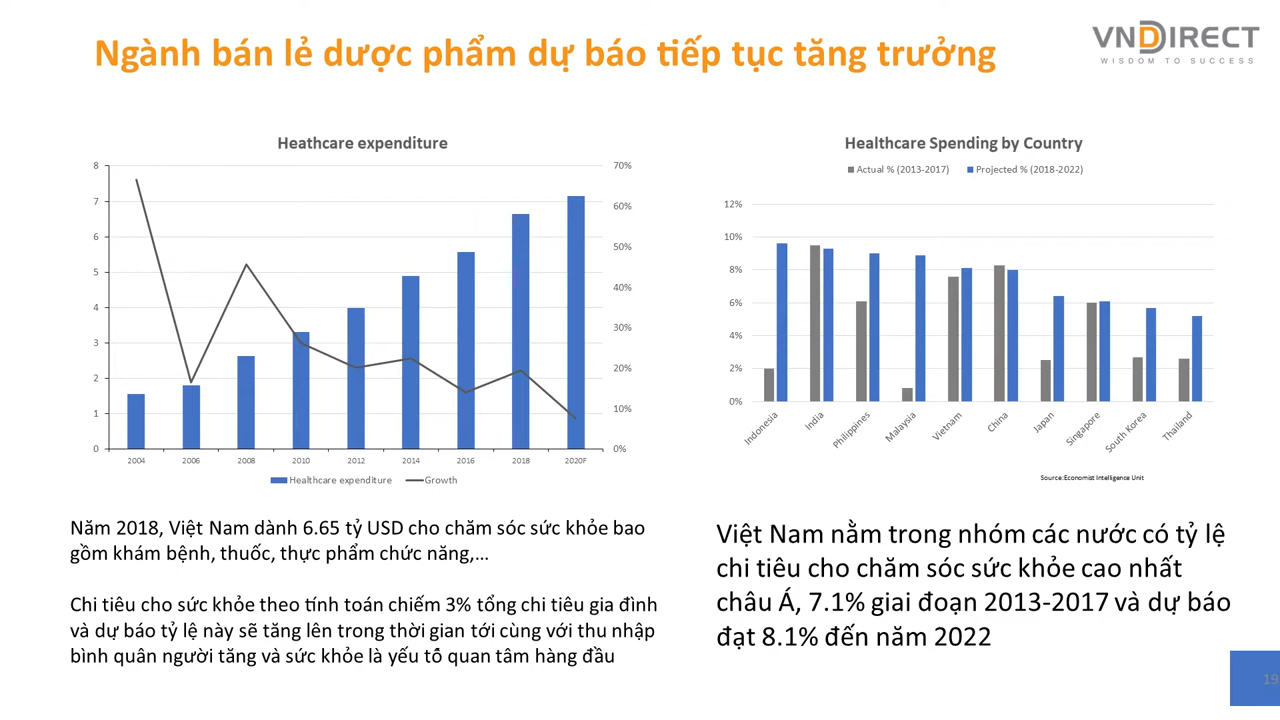 Ngành bán lẻ dược phẩm dự báo tiếp tục tăng trưởng
VNDIRECT
WISDOM TO SUCCESS
Heathcare expenditure
8
7
6
5
4
3
2
1
0
70%
60%
50%
40%
30%
20%
10%
0%
2004 2006 2008 2010 2012 2014 2016 2018 2020F
Healthcare expenditure Growth
Healthcare Spending by Country
Actual % (2013-2017) Projected % (2018-2022)
12%
10%
8%
6%
4%
2%
0%
Indonesia India Philippines Malaysia Vietnam China Japan Singapore South Korea Thailand
Source:Economist Intelligence Unit
Năm 2018, Việt Nam dành 6.65 tỷ USD cho chăm sóc sức khỏe bao
gồm khám bệnh, thuốc, thực phẩm chức năng,...
Chi tiêu cho sức khỏe theo tính toán chiếm 3% tổng chi tiêu gia đình
và dự báo tỷ lệ này sẽ tăng lên trong thời gian tới cùng với thu nhập
bình quân người tăng và sức khỏe là yếu tố quan tâm hàng đầu
Việt Nam nằm trong nhóm các nước có tỷ lệ
chi tiêu cho chăm sóc sức khỏe cao nhất
châu Á, 7.1% giai đoạn 2013-2017 và dự báo
đạt 8.1% đến năm 2022
19